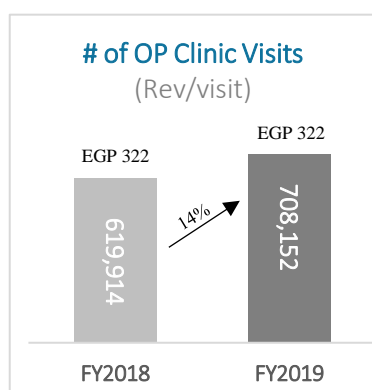 # of OP Clinic Visits
(Rev/visit)
EGP 322
EGP 322
619,914
14%
708,152
FY2018
FY2019